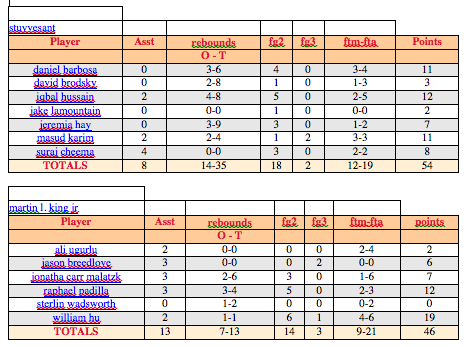 stuyvesant
Player Asst rebounds fg2 fg3 ftm-fta Points
O - T
daniel barbosa 0 3-6 4 0 3-4 11
david brodsky 0 2-8 1 0 1-3 3
iqbal hussain 2 4-8 5 0 2-5 12
jake lamountain 0 0-0 1 0 0-0 2
jeremia hay 0 3-9 3 0 1-2 7
masud karim 2 2-4 1 2 3-3 11
suraj cheema 4 0-0 3 0 2-2 8
TOTALS 8 14-35 18 2 12-19 54
martin l. king jr.
Player Asst rebounds fg2 fg3 ftm-fta points
O - T
ali ugurlu 2 0-0 0 0 2-4 2
jason breedlove 3 0-0 0 2 0-0 6
jonatha carr malatzk 3 2-6 3 0 1-6 7
raphael padilla 3 3-4 5 0 2-3 12
sterlin wadsworth 0 1-2 0 0 0-2 0
william hu 2 1-1 6 1 4-6 19
TOTALS 13 7-13 14 3 9-21 46